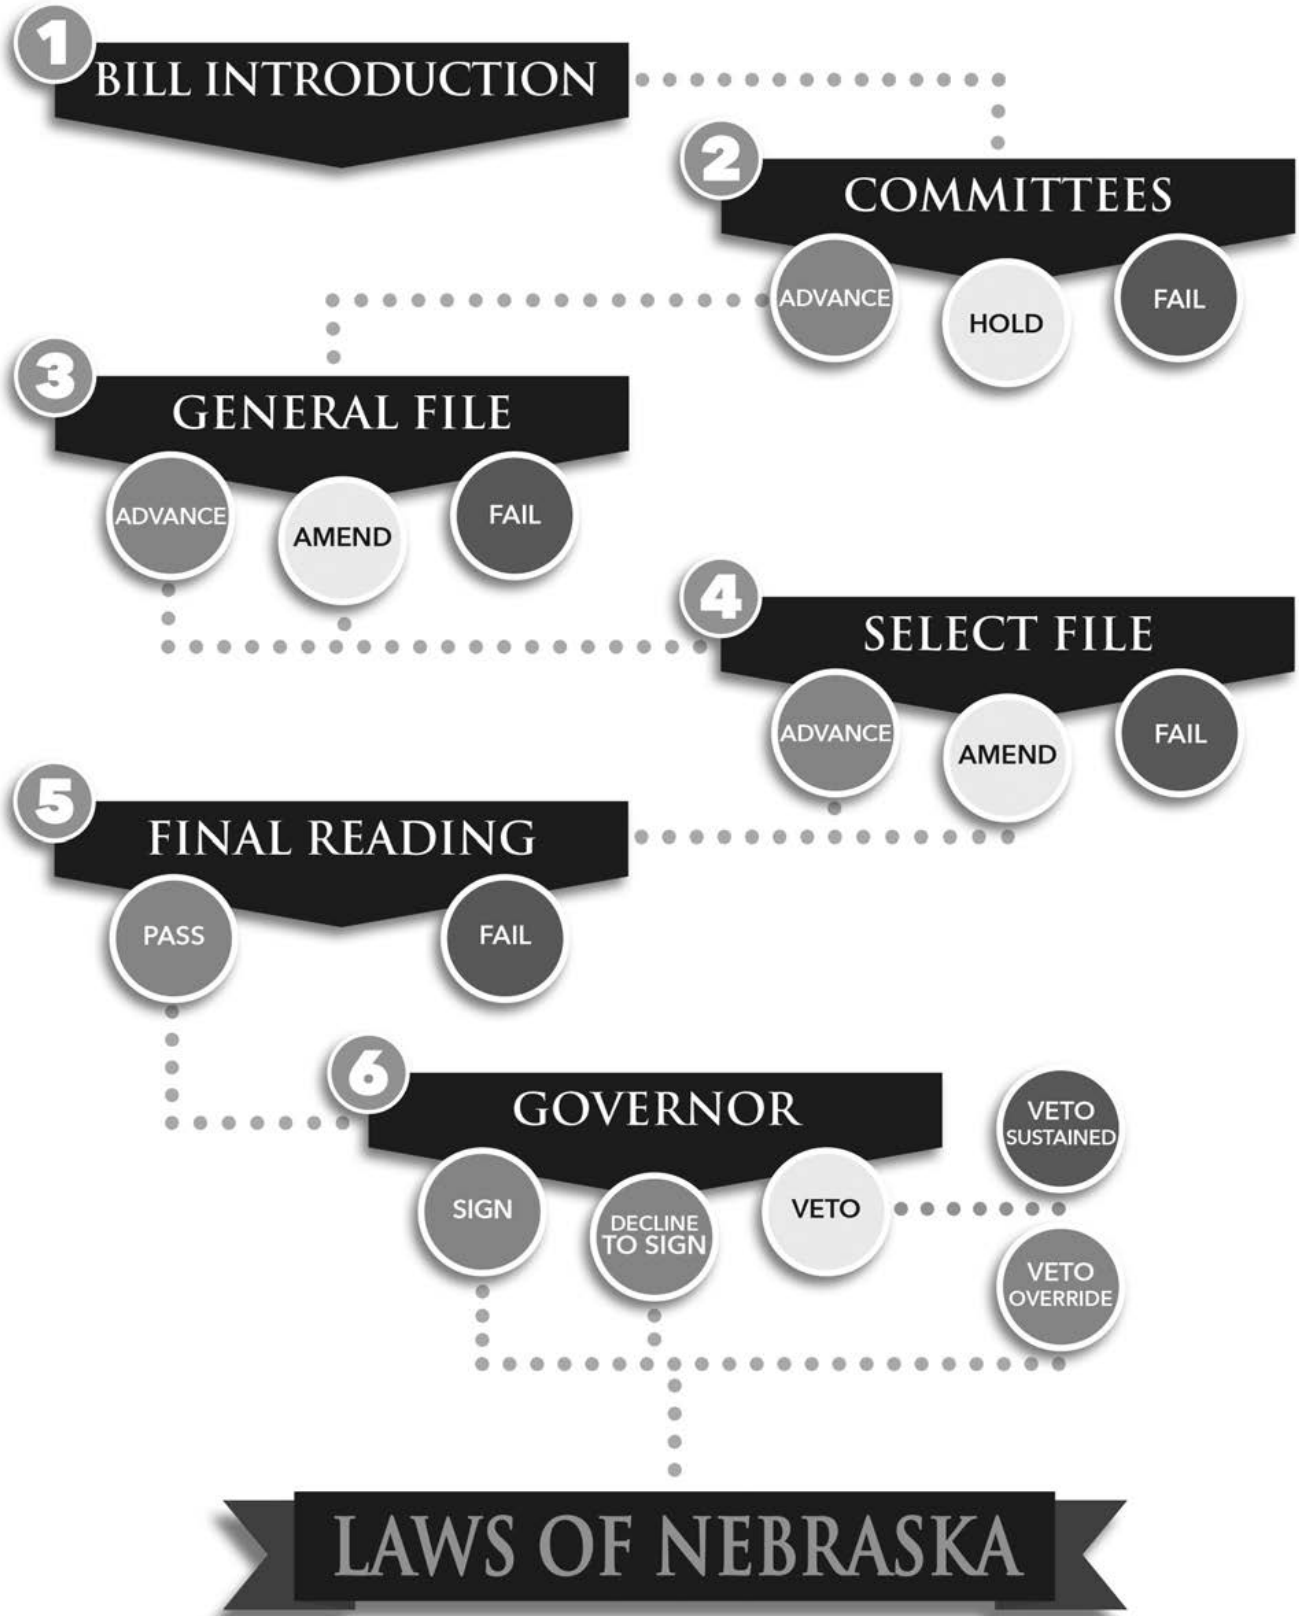 1
BILL INTRODUCTION
2
COMMITTEES
ADVANCE
HOLD
FAIL
3
GENERAL FILE
ADVANCE
AMEND
FAIL
4
SELECT FILE
ADVANCE
AMEND
FAIL
5
FINAL READING
PASS
FAIL
6
GOVERNOR
SIGN
DECLINE
TO SIGN
VETO
VETO
SUSTAINED
VETO
OVERRIDE
LAWS OF NEBRASKA